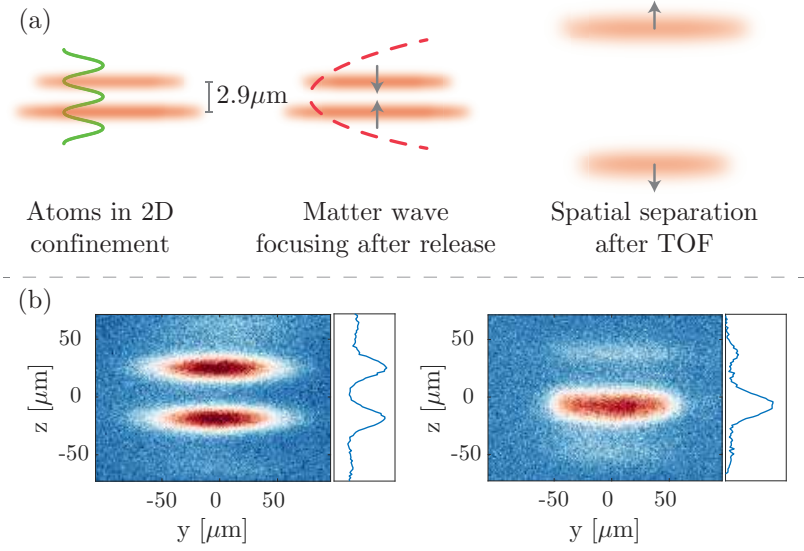 (a)
2.9μm
Atoms in 2D
confinement
Matter wave
focusing after release
Spatial separation
after TOF
(b)
z [μm]
50
0
-50
-50
0
50
y [μm]
z [μm]
50
0
-50
-50
0
50
y [μm]